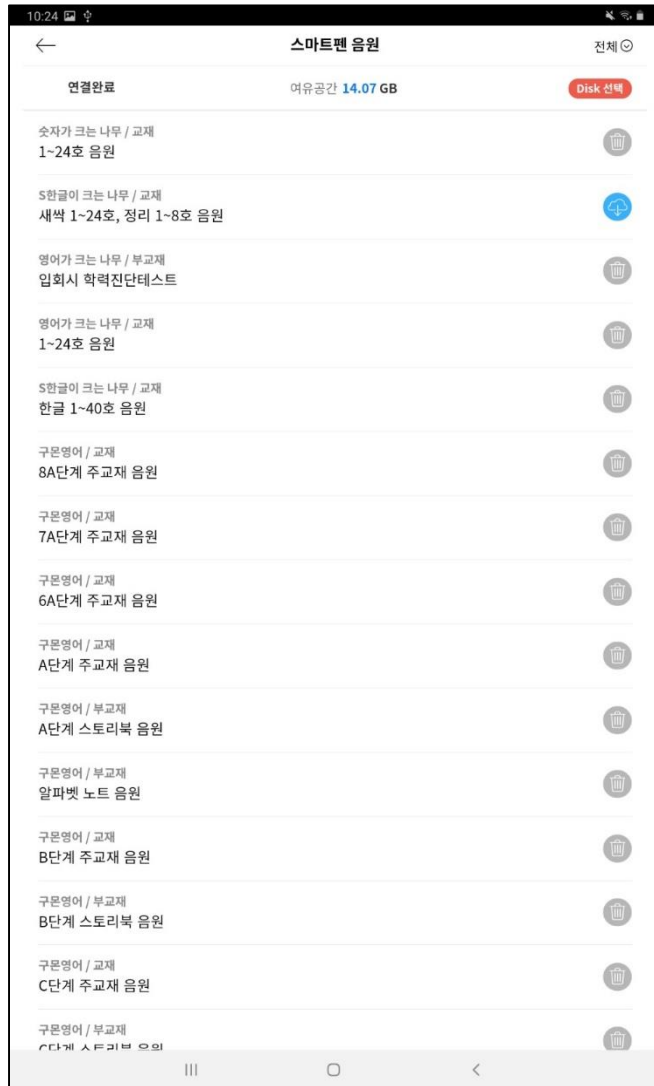 10:24
스마트펜 음원
전체
연결완료
여유공간 14.07 GB
Disk 선택
숫자가 크는 나무 / 교재
1~24호 음원
S한글이 크는 나무 / 교재
새싹 1~24호, 정리 1~8호 음원
영어가 크는 나무 / 부교재
입회시 학력진단테스트
영어가 크는 나무 / 교재
1~24호 음원
S한글이 크는 나무 / 교재
한글 1~40호 음원
구몬영어 / 교재
8A단계 주교재 음원
구몬영어 / 교재
7A단계 주교재 음원
구몬영어 / 교재
6A단계 주교재 음원
구몬영어 / 교재
A단계 주교재 음원
구몬영어 / 부교재
A단계 스토리북 음원
구몬영어 / 부교재
알파벳 노트 음원
구몬영어 / 교재
B단계 주교재 음원
구몬영어 / 부교재
B단계 스토리북 음원
구몬영어 / 교재
C단계 주교재 음원
구몬영어 / 부교재
C단계 스토리북 음원